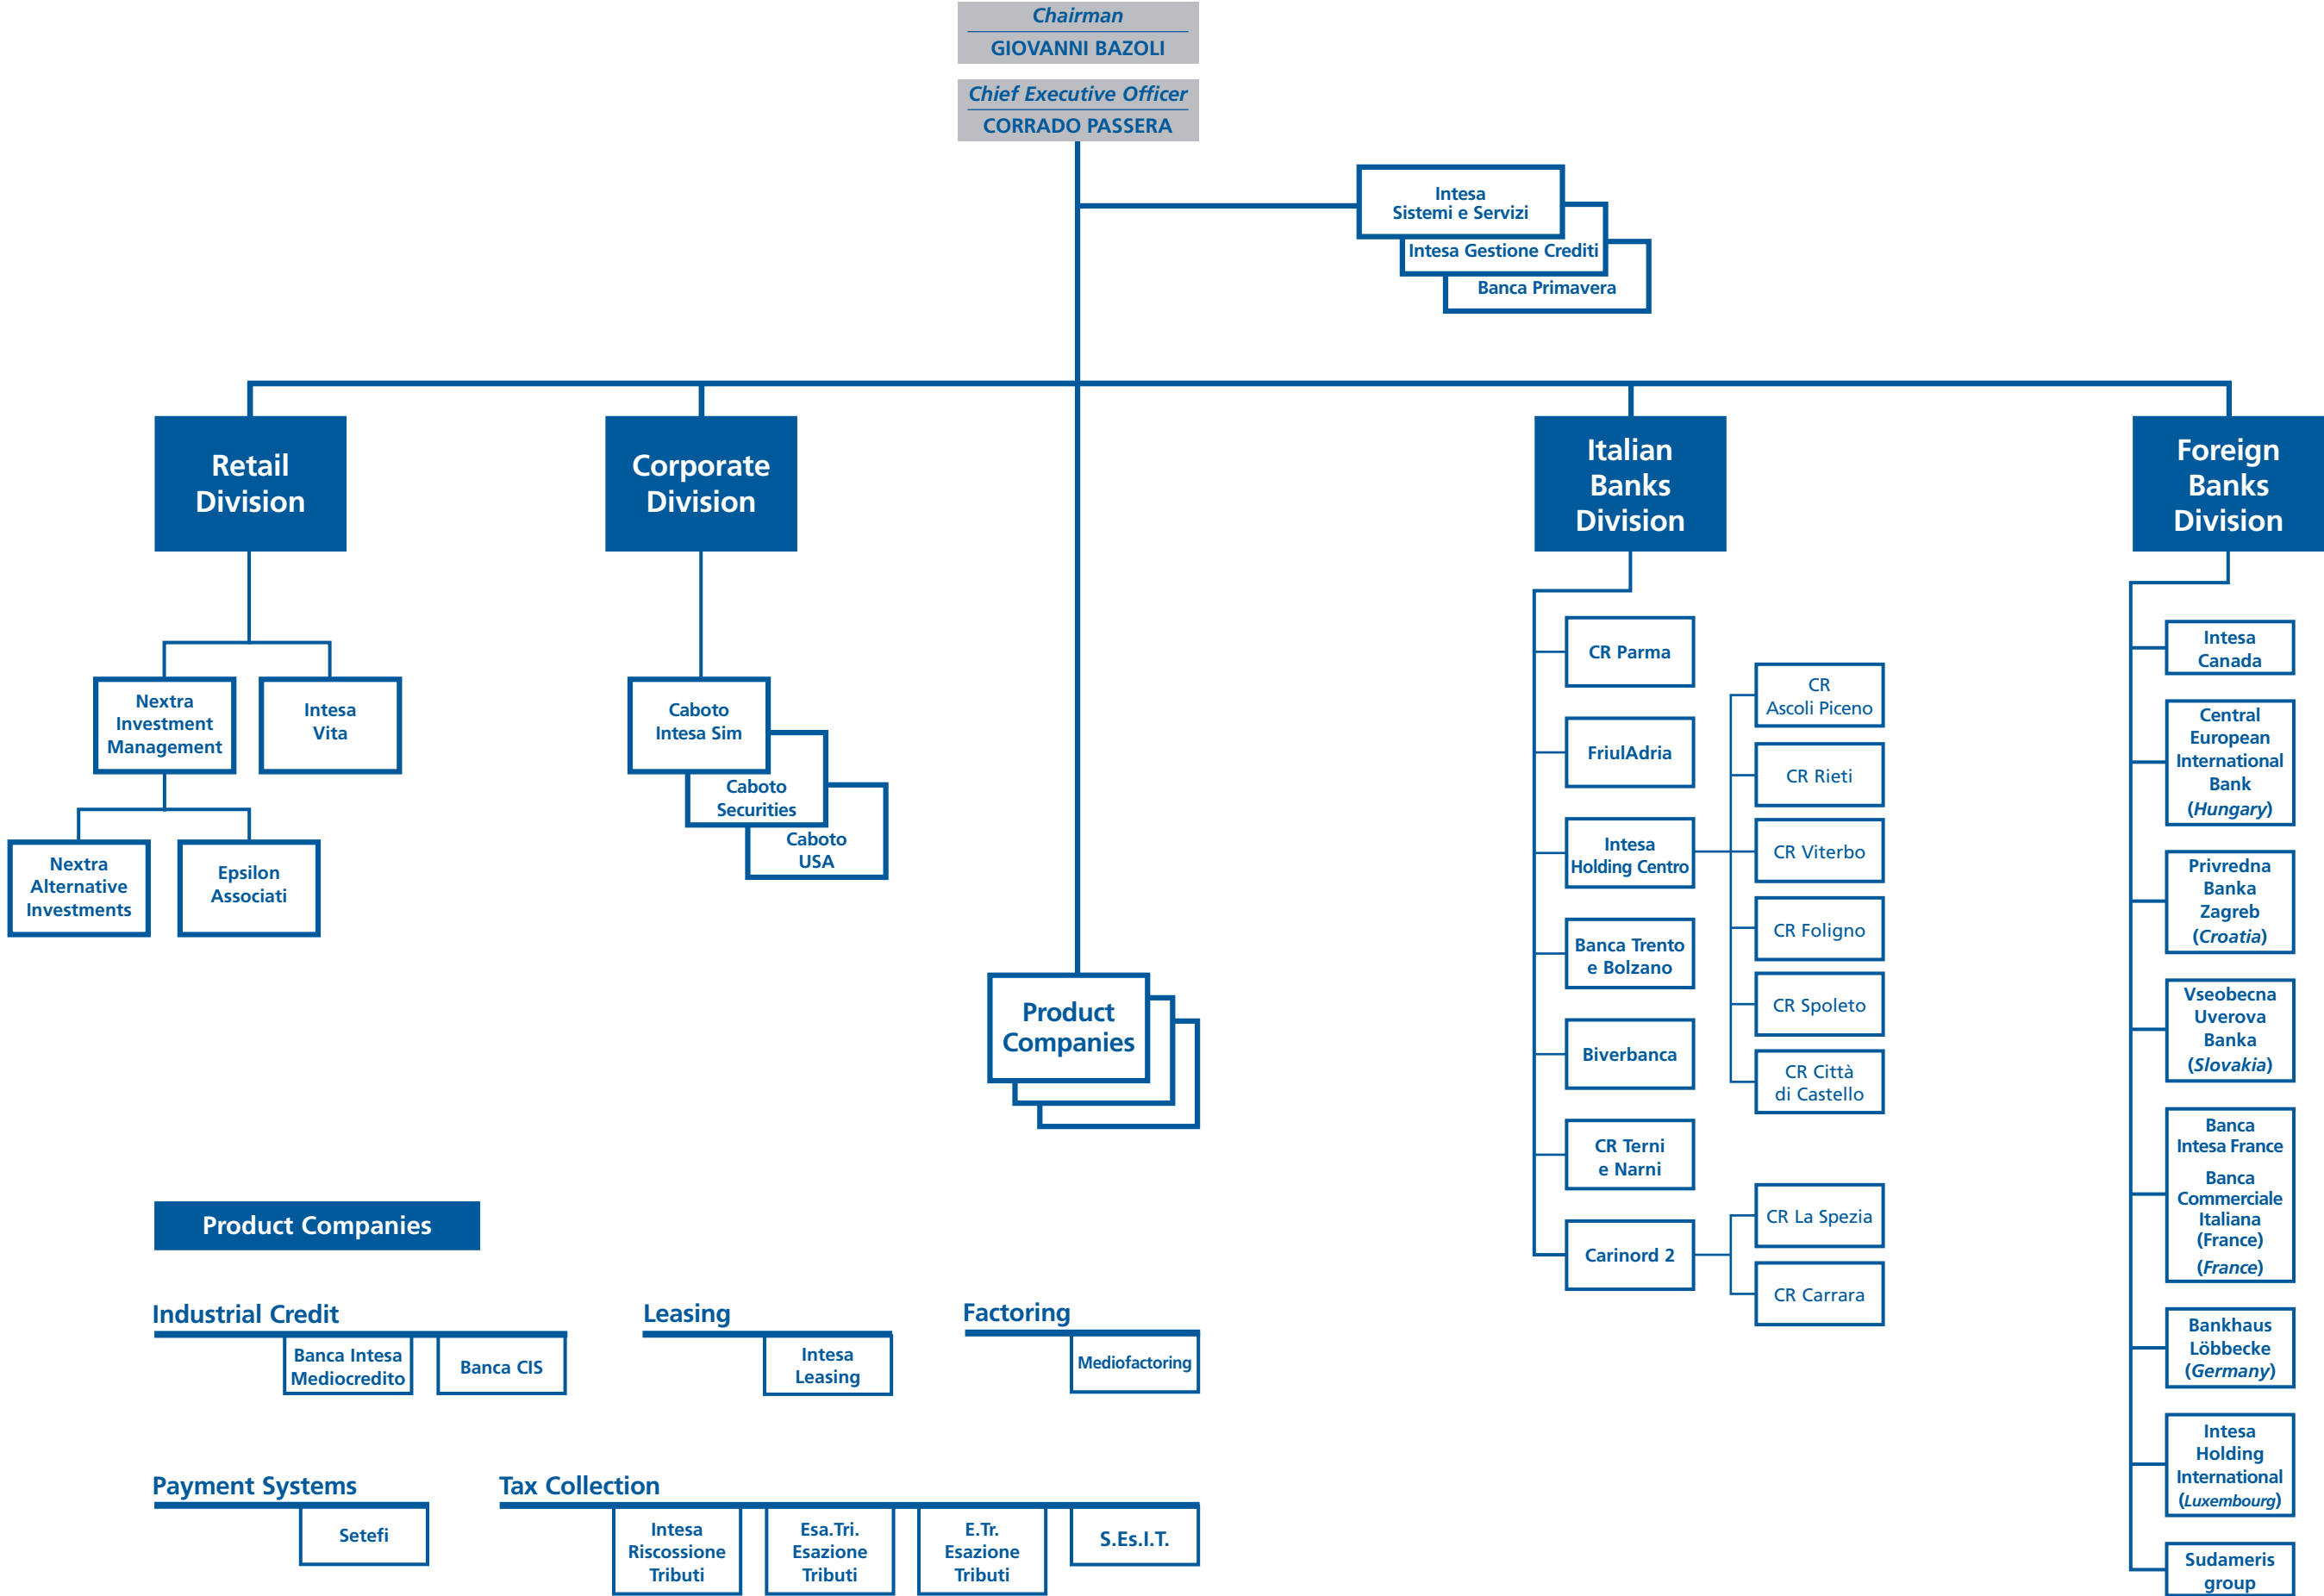 Chairman
GIOVANNI BAZOLI
Chief Executive Officer
CORRADO PASSERA
Intesa
Sistemi e Servizi
Intesa Gestione Crediti
Banca Primavera
Retail
Division
Corporate
Division
Italian
Banks
Division
Foreign
Banks
Division
Nextra
Investment
Management
Intesa
Vita
Nextra
Alternative
Investments
Epsilon
Associati
Caboto
Intesa Sim
Caboto
Securities
Caboto
USA
Product
Companies
CR Parma
FriulAdria
Intesa
Holding Centro
Banca Trento
e Bolzano
Biverbanca
CR Terni
e Narni
Carinord 2
CR
Ascoli Piceno
CR Rieti
CR Viterbo
CR Foligno
CR Spoleto
CR Città
di Castello
CR La Spezia
CR Carrara
Intesa
Canada
Central
European
International
Bank
(Hungary)
Privredna
Banka
Zagreb
(Croatia)
Vseobecna
Uverova
Banka
(Slovakia)
Banca
Intesa France
Banca
Commerciale
Italiana
(France)
(France)
Bankhaus
Löbbecke
(Germany)
Intesa
Holding
International
(Luxembourg)
Sudameris
group
Product Companies
Industrial Credit
Banca Intesa
Mediocredito
Banca CIS
Leasing
Intesa
Leasing
Factoring
Mediofactoring
Payment Systems
Setefi
Tax Collection
Intesa
Riscossione
Tributi
Esa.Tri.
Esazione
Tributi
E.Tr.
Esazione
Tributi
S.Es.I.T.